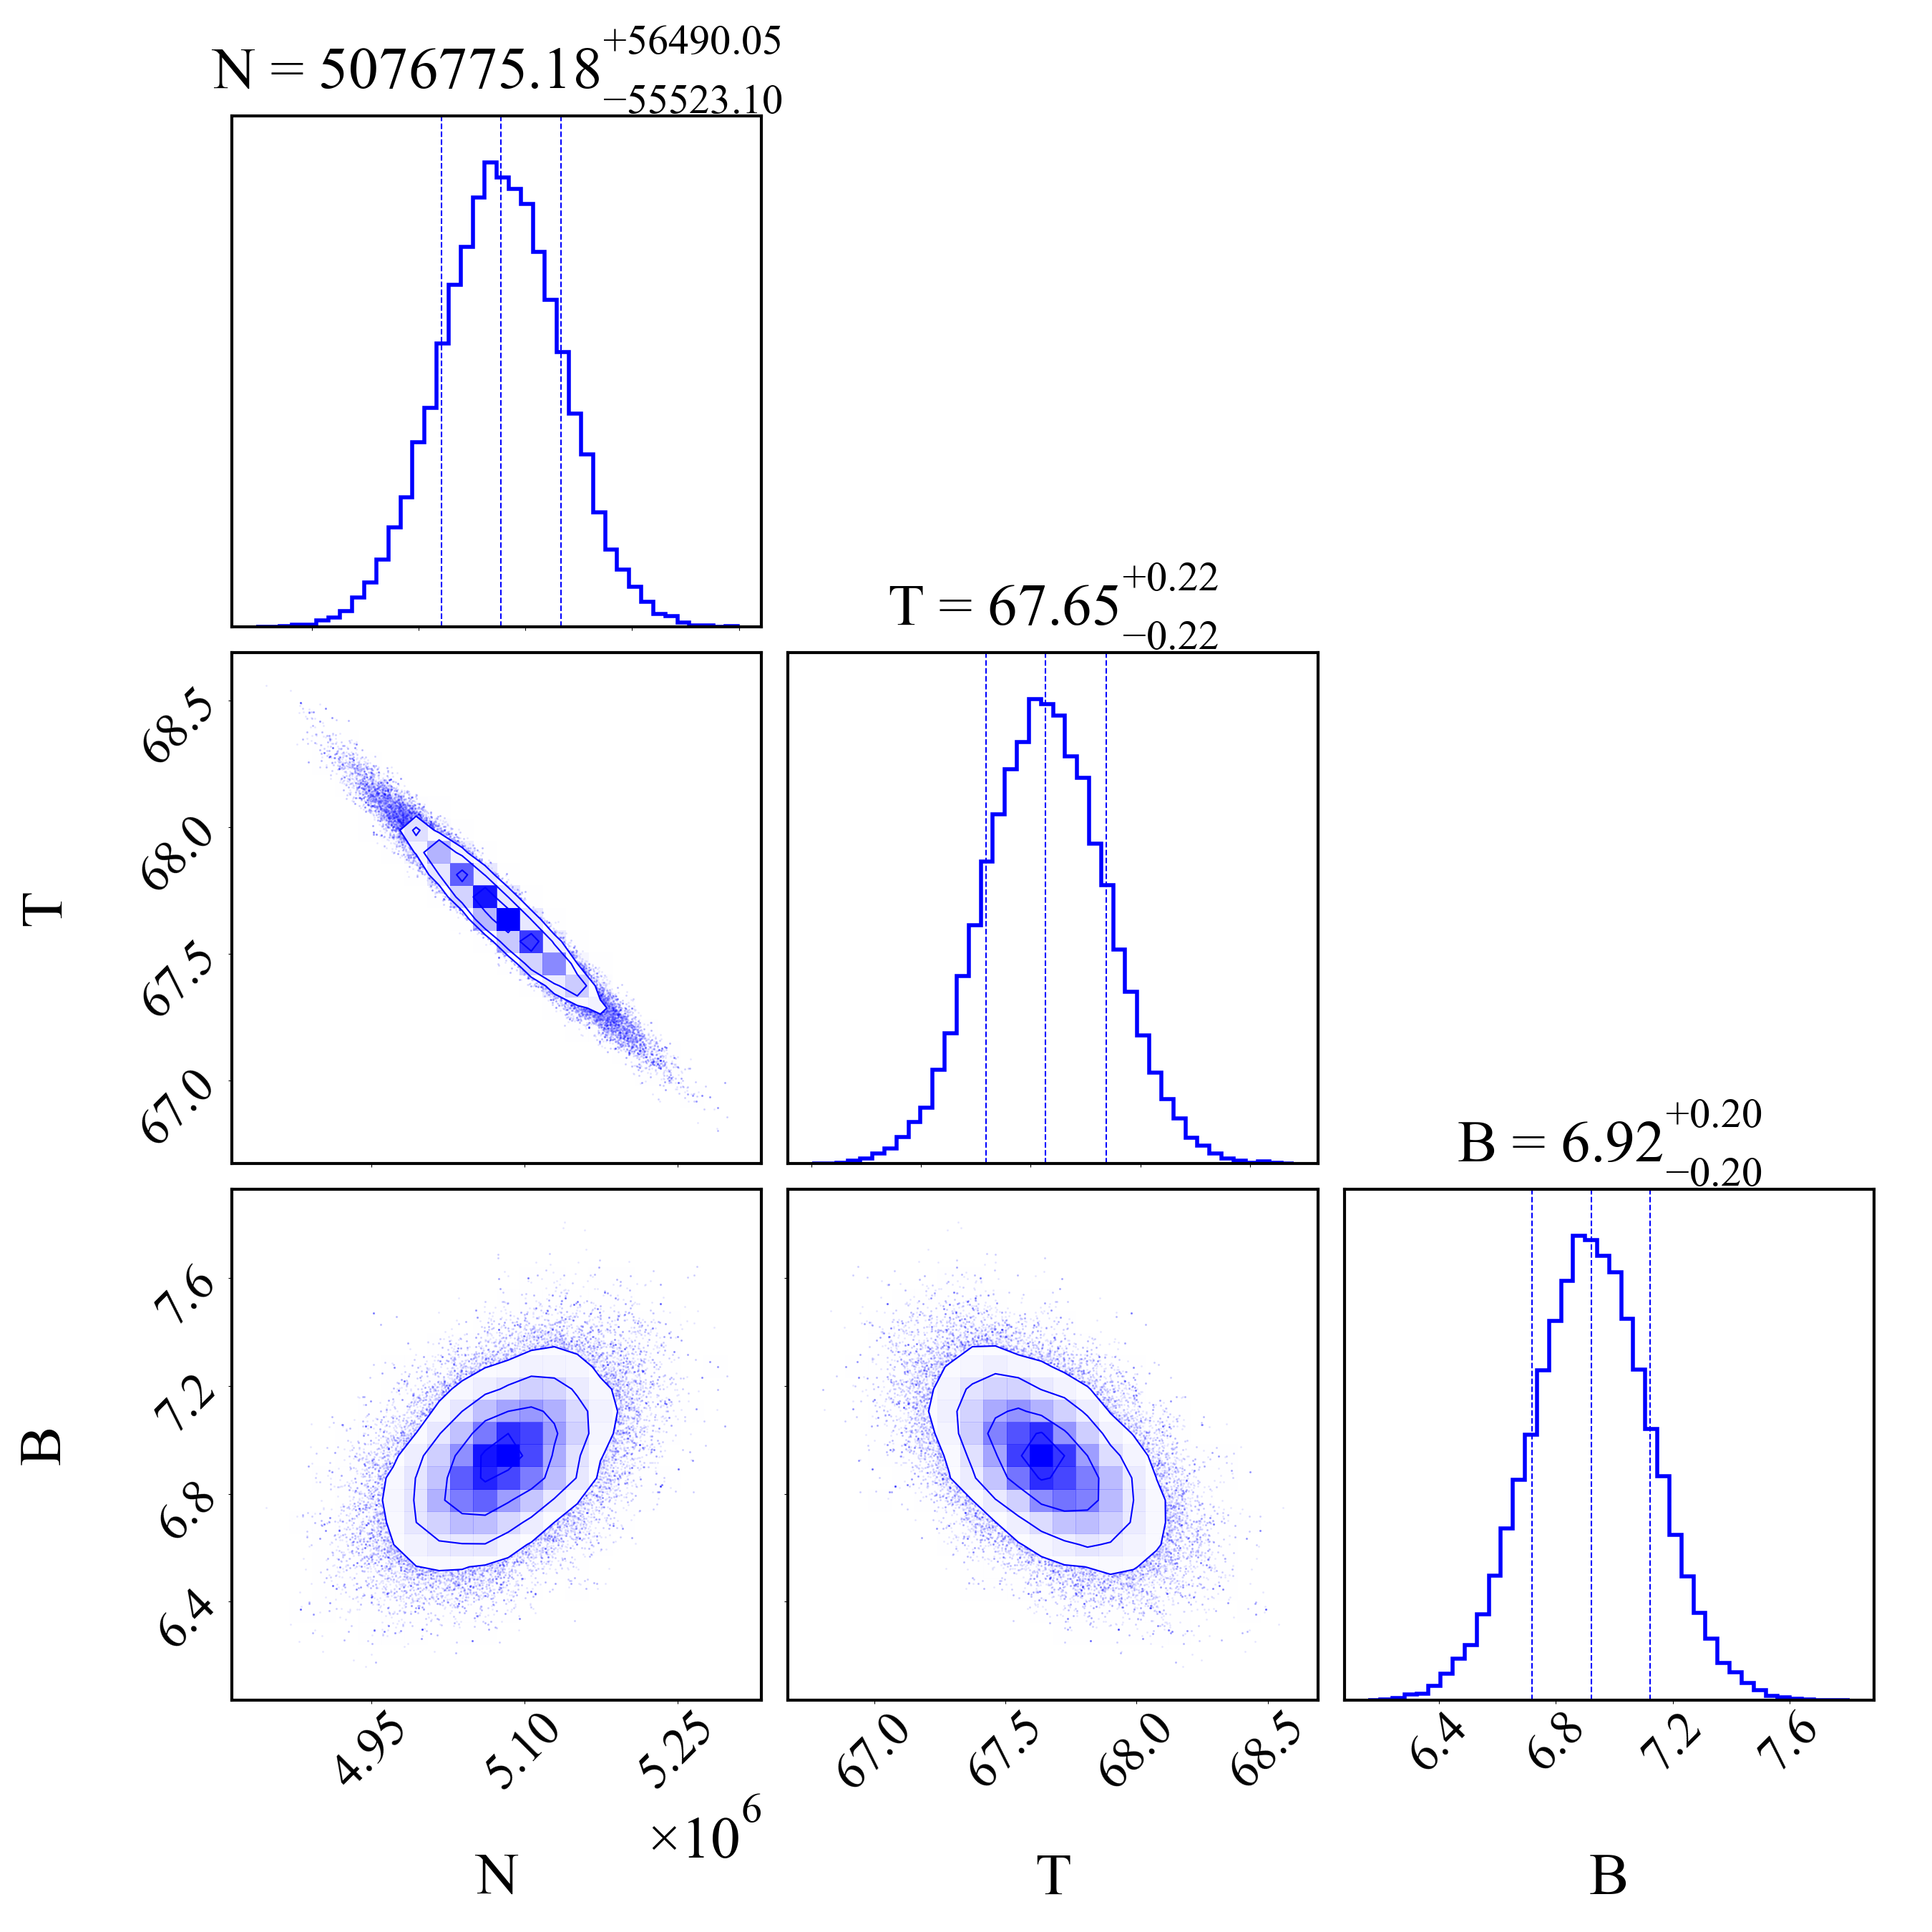 N = 5076775.18 +56490.05 −55523.10
T = 67.65 +0.22 −0.22
68.5
68.0
67.5
67.0
T
B = 6.92 +0.20 −0.20
7.6
7.2
6.8
6.4
B
4.95 5.10 5.25
67.0 67.5 68.0 68.5
6.4 6.8 7.2 7.6
×10^6
N T B